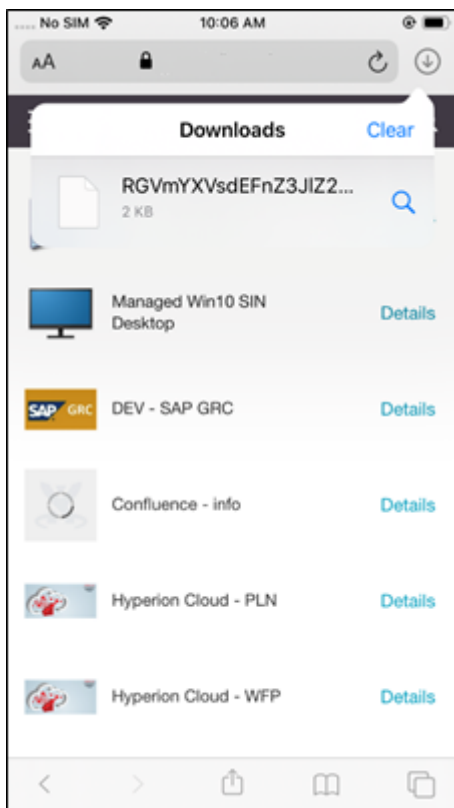 ..... No SIM 10:06 AM
AA
Downloads Clear
RGVmYXVsdEFnZ3JlZ2...
2 KB
Managed Win10 SIN
Desktop
Details
SAP GRC
DEV - SAP GRC Details
Confluence - info Details
Hyperion Cloud - PLN Details
Hyperion Cloud - WFP Details